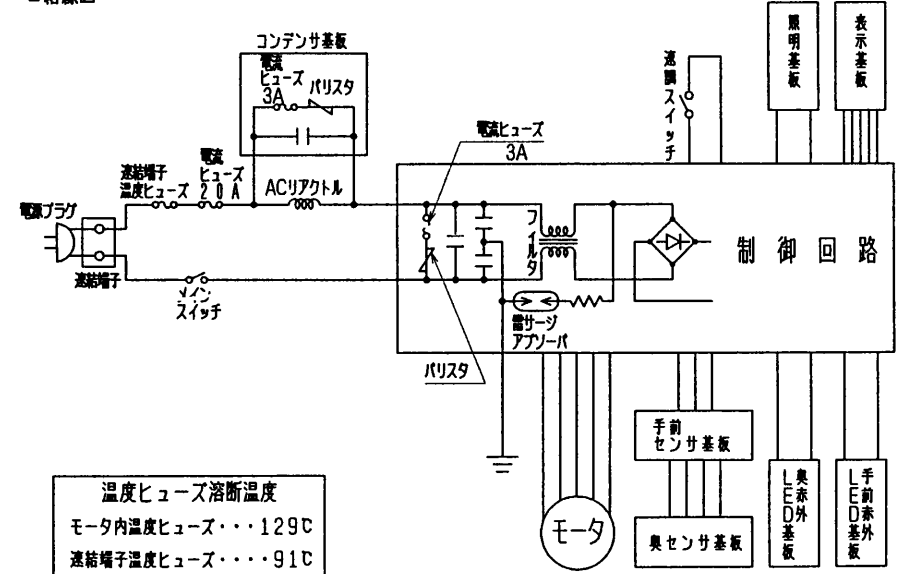 コンデンサ基板
電流
ヒューズ
3A
バリスタ
照明基板
表示基板
速調スイッチ
電流ヒューズ
3A
連結端子
温度ヒューズ
電流
ヒューズ
20A
ACリアクトル
電源プラグ
連結端子
メイン
スイッチ
フィルタ
制御回路
雷サージ
アブソーバ
バリスタ
手前
センサ基板
奥センサ基板
モータ
奥赤外
LED基板
手前赤外
LED基板
温度ヒューズ溶断温度
モータ内温度ヒューズ・・・129℃
連結端子温度ヒューズ・・・・91℃